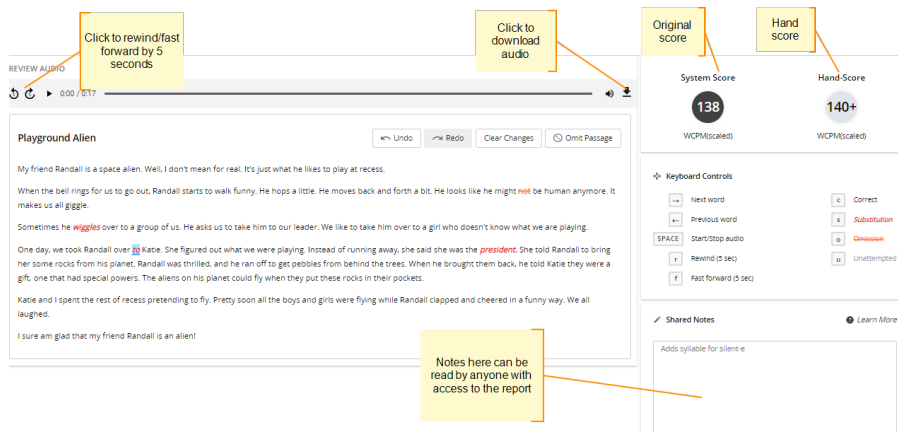 Click to rewind/fast
forward by 5
seconds
Click to
download
audio
Original
score
Hand
score
REVIEW AUDIO
0:00 / 0:17
System Score
Hand-Score
138
140+
WCPM(scaled)
WCPM(scaled)
Playground Alien
Undo
Redo
Clear Changes
Omit Passage
My friend Randall is a space alien. Well, I don't mean for real. It's just what he likes to play at recess.
When the bell rings for us to go out, Randall starts to walk funny. He hops a little. He moves back and forth a bit. He looks like he might not be human anymore. It
makes us all giggle.
Sometimes he wiggles over to a group of us. He asks us to take him to our leader. We like to take him over to a girl who doesn't know what we are playing.
One day, we took Randall over to Katie. She figured out what we were playing. Instead of running away, she said she was the president. She told Randall to bring
her some rocks from his planet. Randall was thrilled, and he ran off to get pebbles from behind the trees. When he brought them back, he told Katie they were a
gift, one that had special powers. The aliens on his planet could fly when they put these rocks in their pockets.
Katie and I spent the rest of recess pretending to fly. Pretty soon all the boys and girls were flying while Randall clapped and cheered in a funny way. We all
laughed.
I sure am glad that my friend Randall is an alien!
Keyboard Controls
→ Next word
c Correct
← Previous word
s Substitution
SPACE Start/Stop audio
o Omission
r Rewind (5 sec)
u Unattempted
f Fast forward (5 sec)
Shared Notes
Learn More
Adds syllable for silent-e
Notes here can be
read by anyone with
access to the report